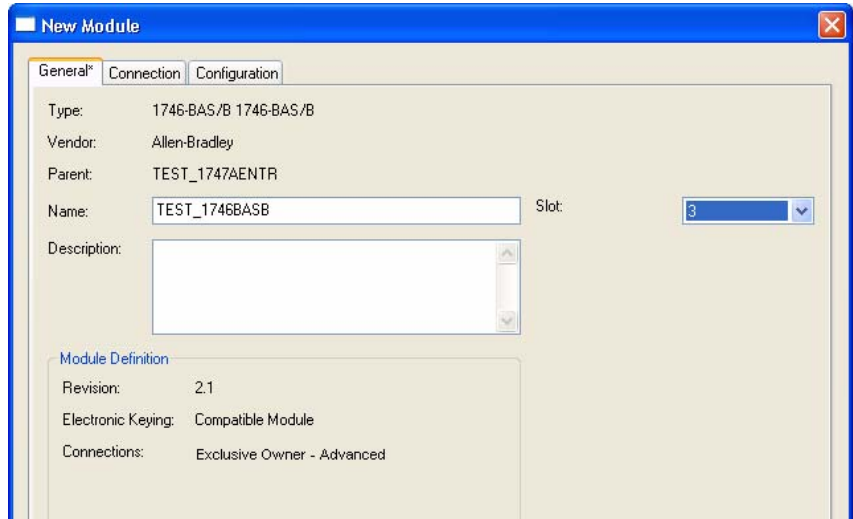 New Module
General* Connection Configuration
Type: 1746-BAS/B 1746-BAS/B
Vendor: Allen-Bradley
Parent: TEST_1747AENTR
Name: TEST_1746BASB Slot: 3
Description:
Module Definition
Revision: 2.1
Electronic Keying: Compatible Module
Connections: Exclusive Owner - Advanced